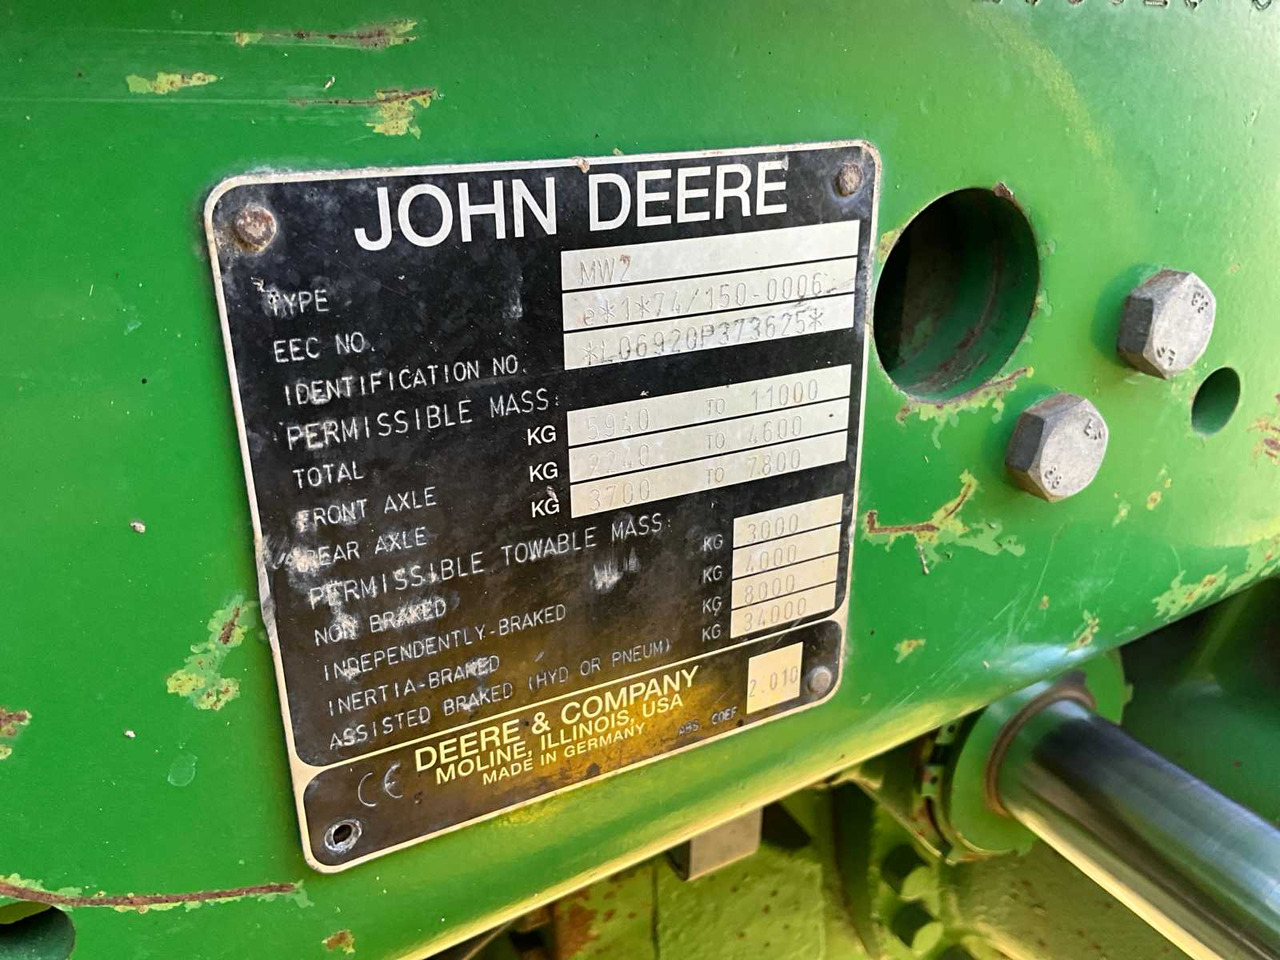 JOHN DEERE
TYPE MW2
EEC NO. e*1*74/150-0006
IDENTIFICATION NO. *L06920P373625*
PERMISSIBLE MASS:
TOTAL KG 5940 TO 11000
FRONT AXLE KG 2240 TO 4600
REAR AXLE KG 3700 TO 7800
PERMISSIBLE TOWABLE MASS:
NON BRAKED KG 3000
INDEPENDENTLY-BRAKED KG 4000
INERTIA-BRAKED KG 8000
ASSISTED BRAKED (HYD OR PNEUM) KG 34000
DEERE & COMPANY
MOLINE, ILLINOIS, USA
MADE IN GERMANY
ABS COEF 2.010
CE